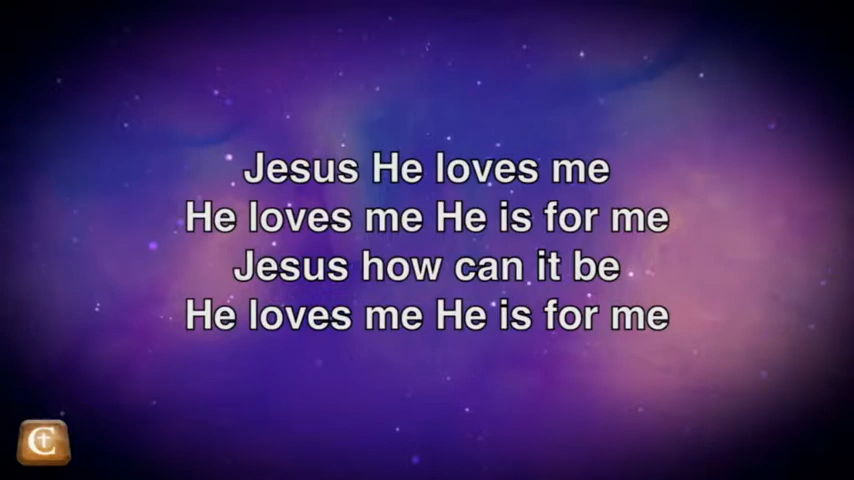 Jesus He loves me
He loves me He is for me
Jesus how can it be
He loves me He is for me
C